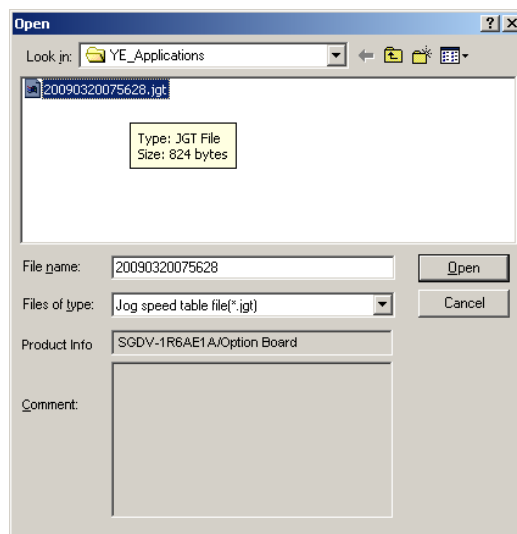 Open
Look in: YE_Applications
20090320075628.jgt
Type: JGT File
Size: 824 bytes
File name: 20090320075628 Open
Files of type: Jog speed table file(*.jgt) Cancel
Product Info SGDV-1R6AE1A/Option Board
Comment: